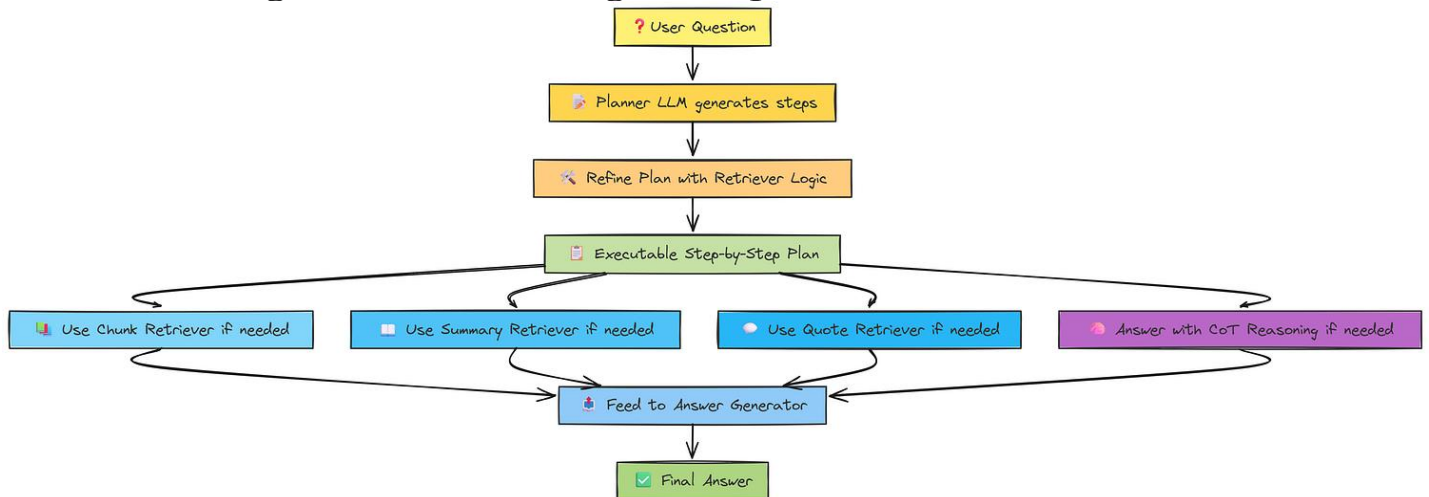 ❓User Question
📝 Planner LLM generates steps
🛠 Refine Plan with Retriever Logic
📋 Executable Step-by-Step Plan
📚 Use Chunk Retriever if needed
📖 Use Summary Retriever if needed
💬 Use Quote Retriever if needed
🧠 Answer with CoT Reasoning if needed
📤 Feed to Answer Generator
✅ Final Answer